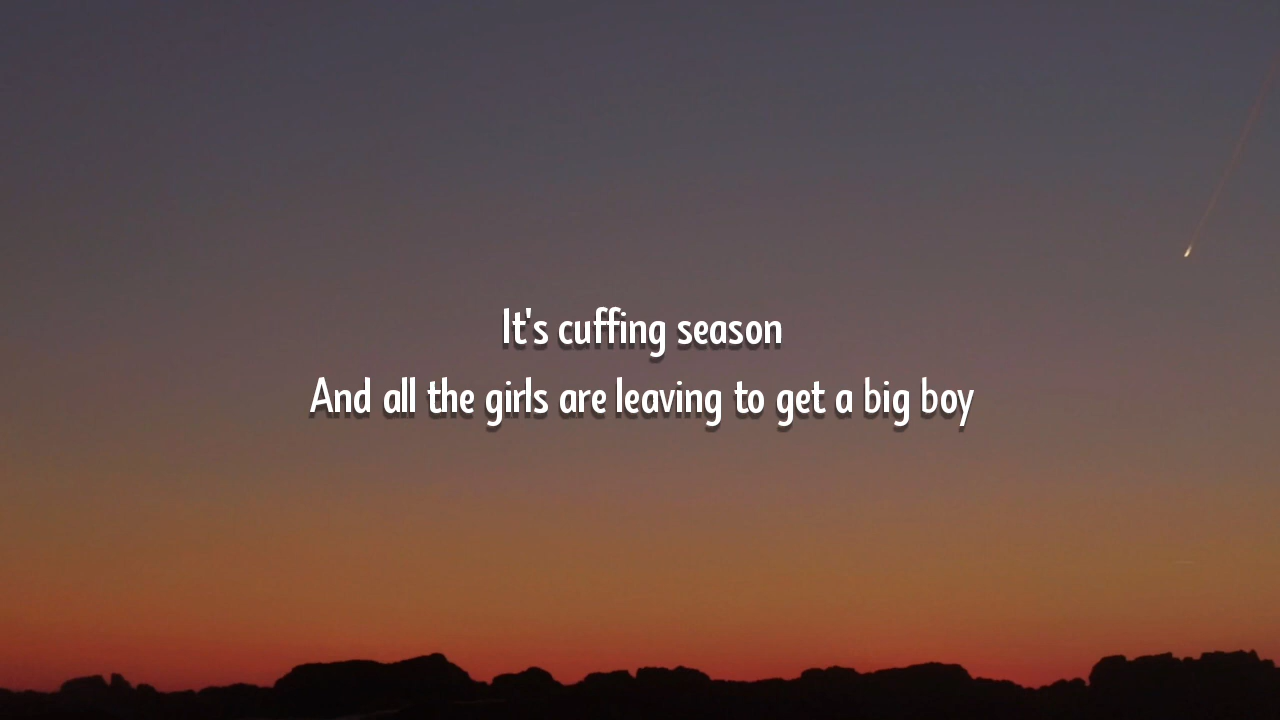 It's cuffing season
And all the girls are leaving to get a big boy